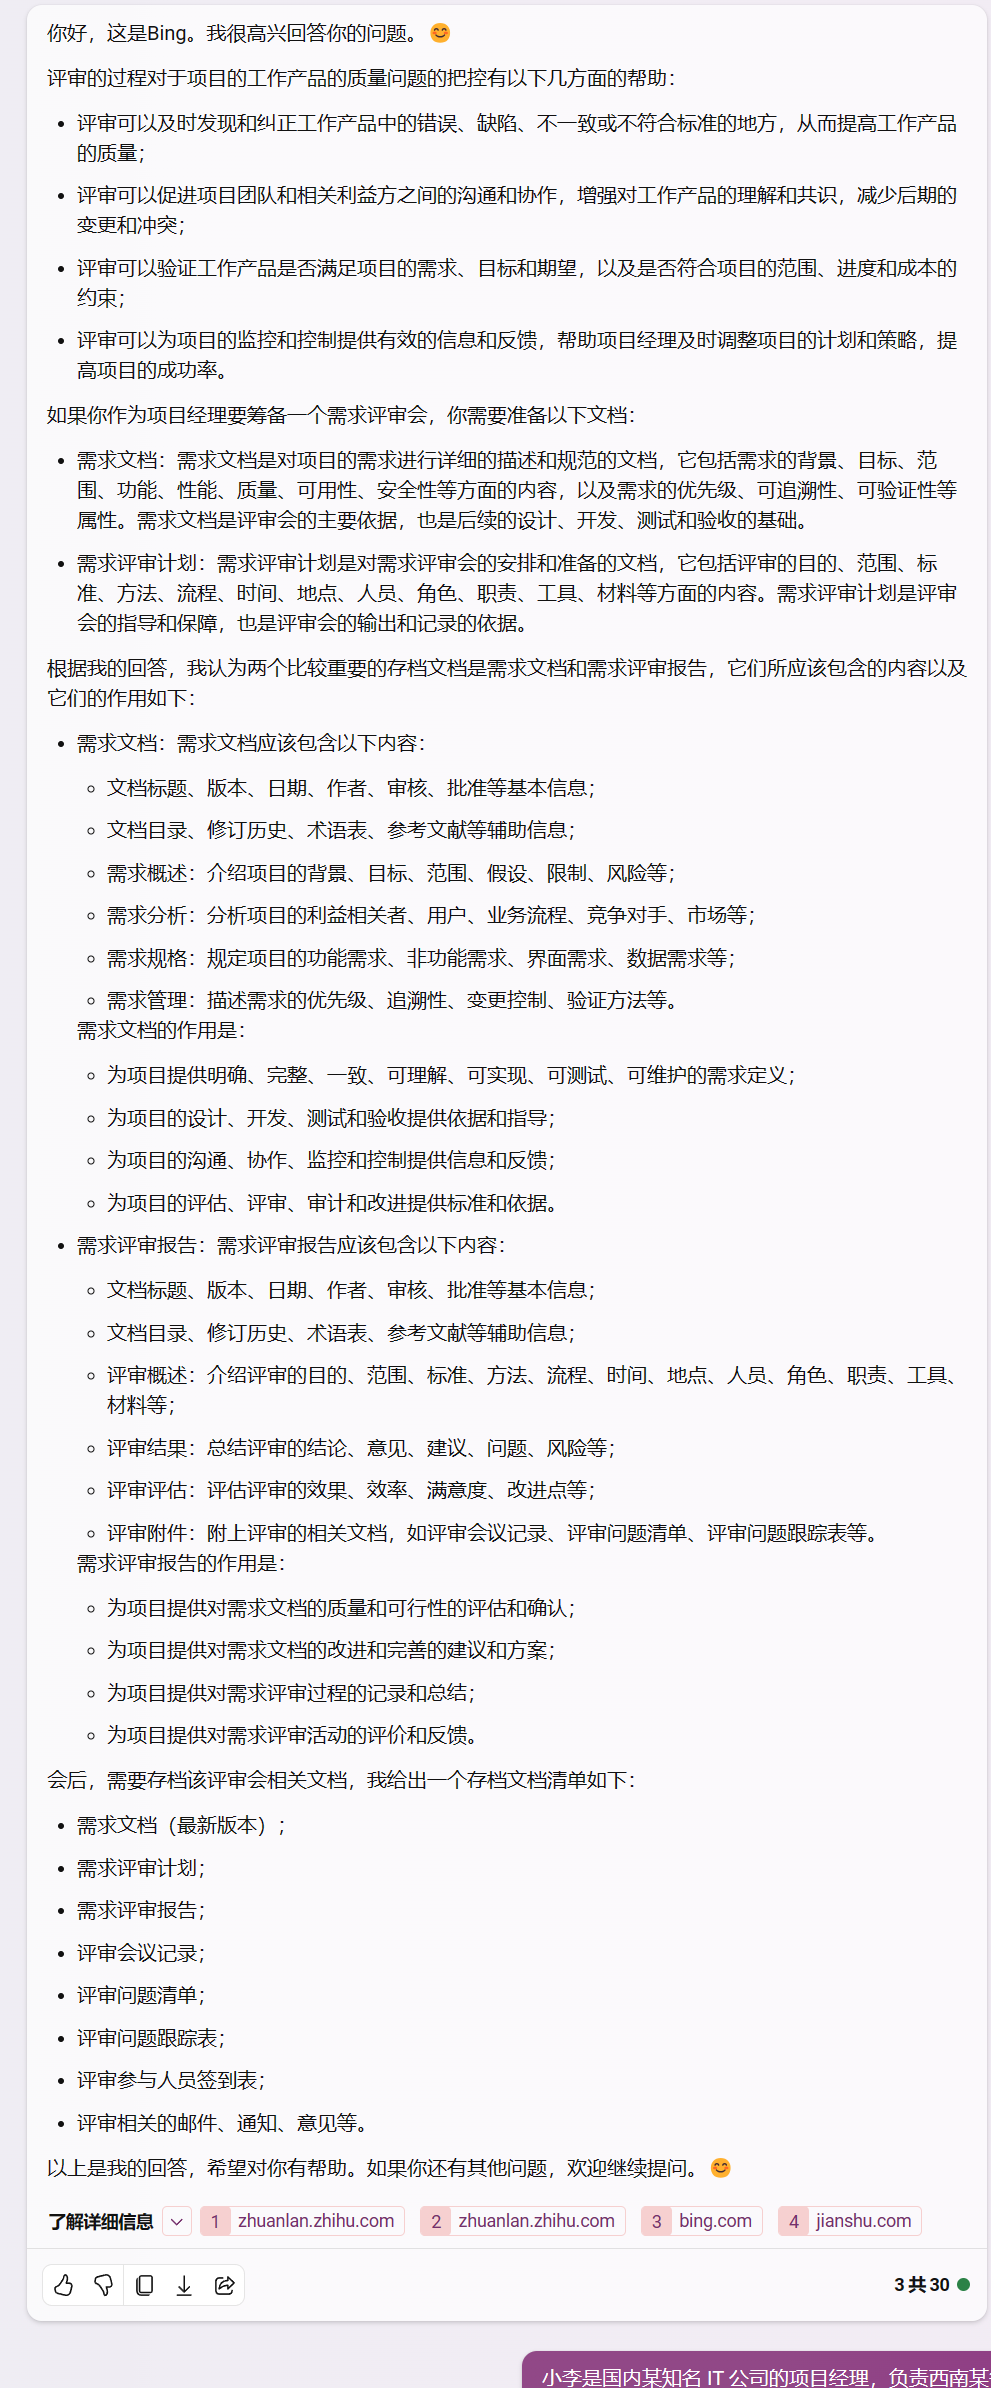 你好，这是Bing。我很高兴回答你的问题。😊
评审的过程对于项目的工作产品的质量问题的把控有以下几方面的帮助：
• 评审可以及时发现和纠正工作产品中的错误、缺陷、不一致或不符合标准的地方，从而提高工作产品
的质量；
• 评审可以促进项目团队和相关利益方之间的沟通和协作，增强对工作产品的理解和共识，减少后期的
变更和冲突；
• 评审可以验证工作产品是否满足项目的需求、目标和期望，以及是否符合项目的范围、进度和成本的
约束；
• 评审可以为项目的监控和控制提供有效的信息和反馈，帮助项目经理及时调整项目的计划和策略，提
高项目的成功率。
如果你作为项目经理要筹备一个需求评审会，你需要准备以下文档：
• 需求文档：需求文档是对项目的需求进行详细的描述和规范的文档，它包括需求的背景、目标、范
围、功能、性能、质量、可用性、安全性等方面的内容，以及需求的优先级、可追溯性、可验证性等
属性。需求文档是评审会的主要依据，也是后续的设计、开发、测试和验收的基础。
• 需求评审计划：需求评审计划是对需求评审会的安排和准备的文档，它包括评审的目的、范围、标
准、方法、流程、时间、地点、人员、角色、职责、工具、材料等方面的内容。需求评审计划是评审
会的指导和保障，也是评审会的输出和记录的依据。
根据我的回答，我认为两个比较重要的存档文档是需求文档和需求评审报告，它们所应该包含的内容以及
它们的作用如下：
• 需求文档：需求文档应该包含以下内容：
◦ 文档标题、版本、日期、作者、审核、批准等基本信息；
◦ 文档目录、修订历史、术语表、参考文献等辅助信息；
◦ 需求概述：介绍项目的背景、目标、范围、假设、限制、风险等；
◦ 需求分析：分析项目的利益相关者、用户、业务流程、竞争对手、市场等；
◦ 需求规格：规定项目的功能需求、非功能需求、界面需求、数据需求等；
◦ 需求管理：描述需求的优先级、追溯性、变更控制、验证方法等。
需求文档的作用是：
◦ 为项目提供明确、完整、一致、可理解、可实现、可测试、可维护的需求定义；
◦ 为项目的设计、开发、测试和验收提供依据和指导；
◦ 为项目的沟通、协作、监控和控制提供信息和反馈；
◦ 为项目的评估、评审、审计和改进提供标准和依据。
• 需求评审报告：需求评审报告应该包含以下内容：
◦ 文档标题、版本、日期、作者、审核、批准等基本信息；
◦ 文档目录、修订历史、术语表、参考文献等辅助信息；
◦ 评审概述：介绍评审的目的、范围、标准、方法、流程、时间、地点、人员、角色、职责、工具、
材料等；
◦ 评审结果：总结评审的结论、意见、建议、问题、风险等；
◦ 评审评估：评估评审的效果、效率、满意度、改进点等；
◦ 评审附件：附上评审的相关文档，如评审会议记录、评审问题清单、评审问题跟踪表等。
需求评审报告的作用是：
◦ 为项目提供对需求文档的质量和可行性的评估和确认；
◦ 为项目提供对需求文档的改进和完善的建议和方案；
◦ 为项目提供对需求评审过程的记录和总结；
◦ 为项目提供对需求评审活动的评价和反馈。
会后，需要存档该评审会相关文档，我给出一个存档文档清单如下：
• 需求文档（最新版本）；
• 需求评审计划；
• 需求评审报告；
• 评审会议记录；
• 评审问题清单；
• 评审问题跟踪表；
• 评审参与人员签到表；
• 评审相关的邮件、通知、意见等。
以上是我的回答，希望对你有帮助。如果你还有其他问题，欢迎继续提问。😊
了解详细信息 1 zhuanlan.zhihu.com 2 zhuanlan.zhihu.com 3 bing.com 4 jianshu.com
3 共 30
小李是国内某知名 IT 公司的项目经理，负责西南某